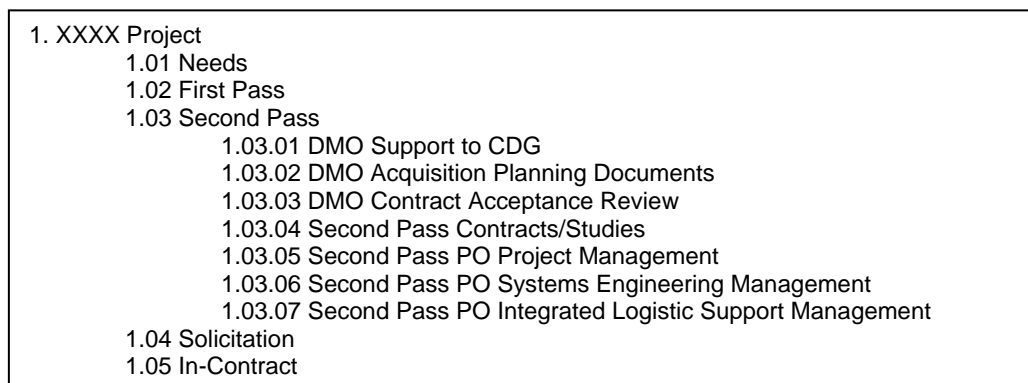 1. XXXX Project
1.01 Needs
1.02 First Pass
1.03 Second Pass
1.03.01 DMO Support to CDG
1.03.02 DMO Acquisition Planning Documents
1.03.03 DMO Contract Acceptance Review
1.03.04 Second Pass Contracts/Studies
1.03.05 Second Pass PO Project Management
1.03.06 Second Pass PO Systems Engineering Management
1.03.07 Second Pass PO Integrated Logistic Support Management
1.04 Solicitation
1.05 In-Contract